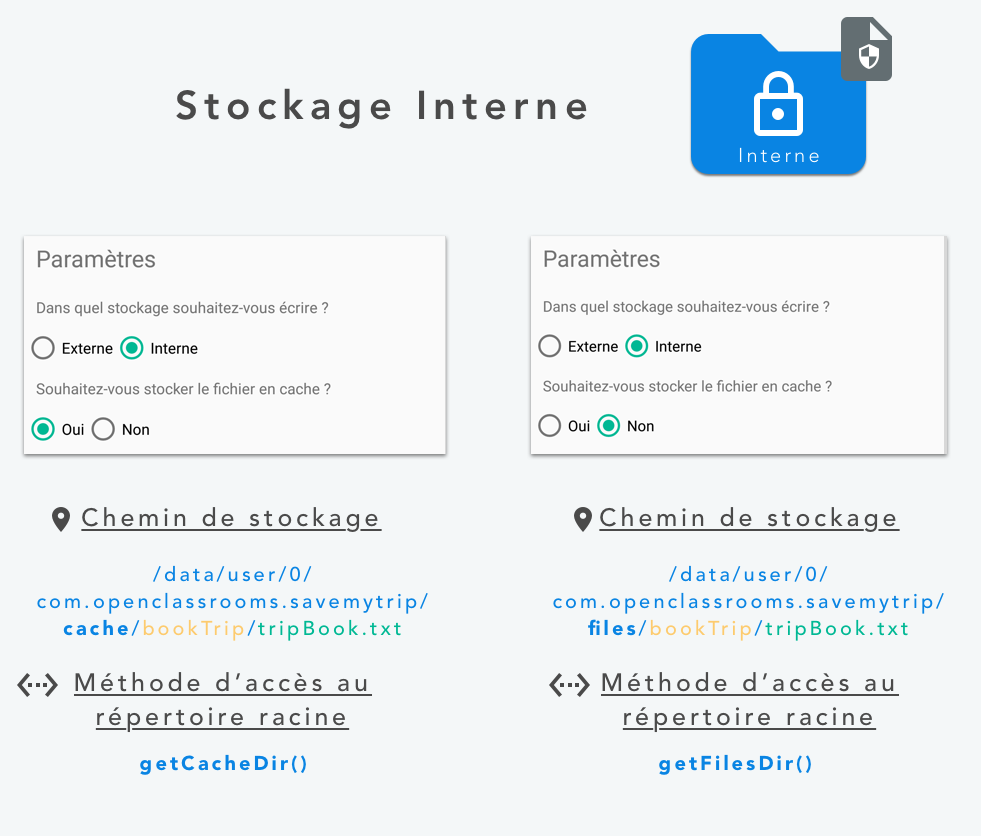 Stockage Interne
Interne
Paramètres
Dans quel stockage souhaitez-vous écrire ?
Externe Interne
Souhaitez-vous stocker le fichier en cache ?
Oui Non
Chemin de stockage
/data/user/0/
com.openclassrooms.savemytrip/
cache/bookTrip/tripBook.txt
Méthode d’accès au
répertoire racine
getCacheDir()
Paramètres
Dans quel stockage souhaitez-vous écrire ?
Externe Interne
Souhaitez-vous stocker le fichier en cache ?
Oui Non
Chemin de stockage
/data/user/0/
com.openclassrooms.savemytrip/
files/bookTrip/tripBook.txt
Méthode d’accès au
répertoire racine
getFilesDir()